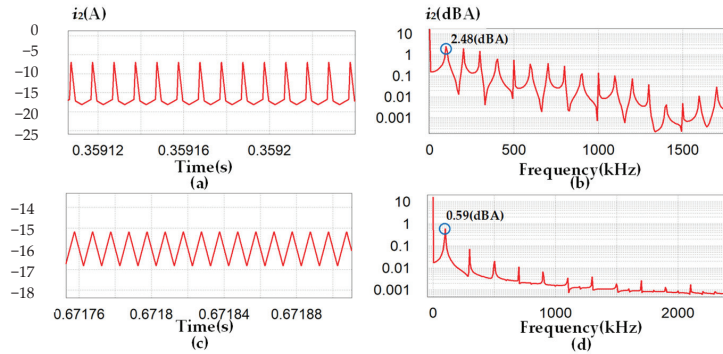 i₂(A)
0
−5
−10
−15
−20
−25
0.35912
0.35916
0.3592
Time(s)
(a)
i₂(dBA)
10
1
0.1
0.01
0.001
2.48(dBA)
0
500
1000
1500
Frequency(kHz)
(b)
−14
−15
−16
−17
−18
0.67176
0.6718
0.67184
0.67188
Time(s)
(c)
10
1
0.1
0.01
0.001
0.59(dBA)
0
1000
2000
Frequency(kHz)
(d)